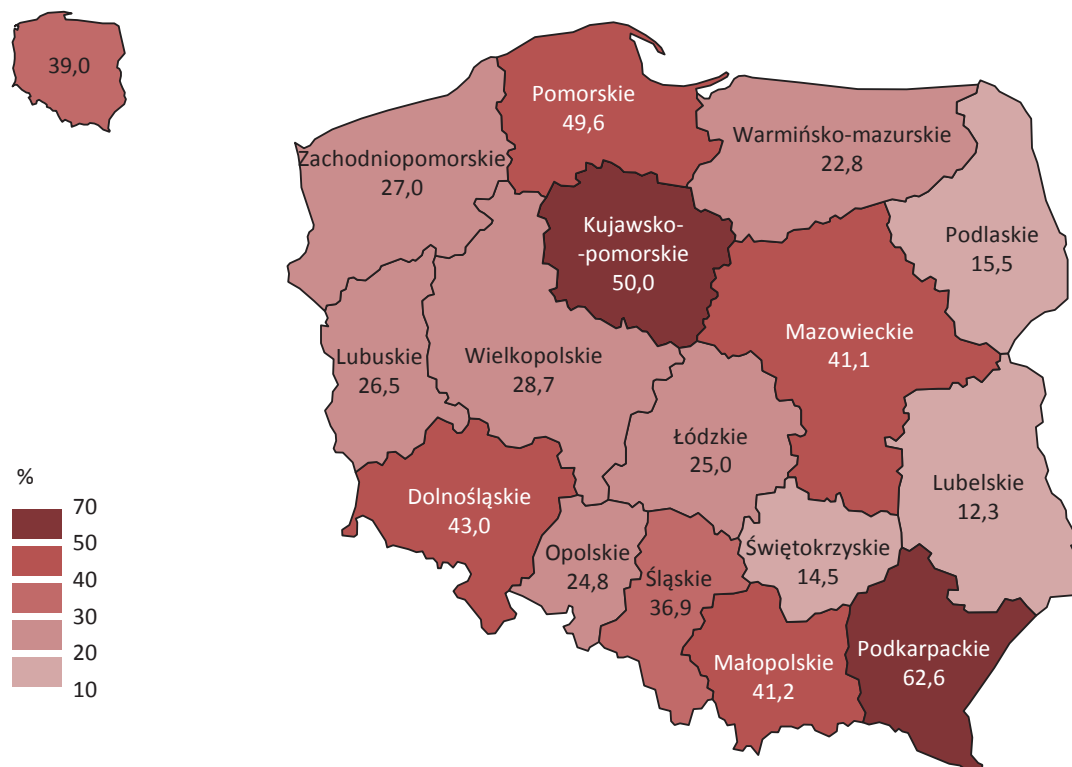 39,0
Pomorskie
49,6
Warmińsko-mazurskie
22,8
Zachodniopomorskie
27,0
Kujawsko-
-pomorskie
50,0
Podlaskie
15,5
Mazowieckie
41,1
Lubuskie
26,5
Wielkopolskie
28,7
Łódzkie
25,0
Lubelskie
12,3
Dolnośląskie
43,0
Opolskie
24,8
Śląskie
36,9
Świętokrzyskie
14,5
Małopolskie
41,2
Podkarpackie
62,6
%
70
50
40
30
20
10